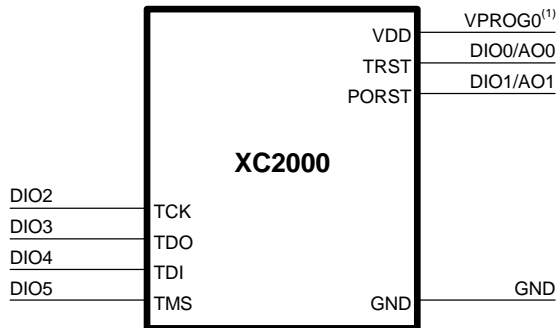 VDD VPROG0(1)
TRST DIO0/AO0
PORST DIO1/AO1
XC2000
DIO2 TCK
DIO3 TDO
DIO4 TDI
DIO5 TMS GND GND